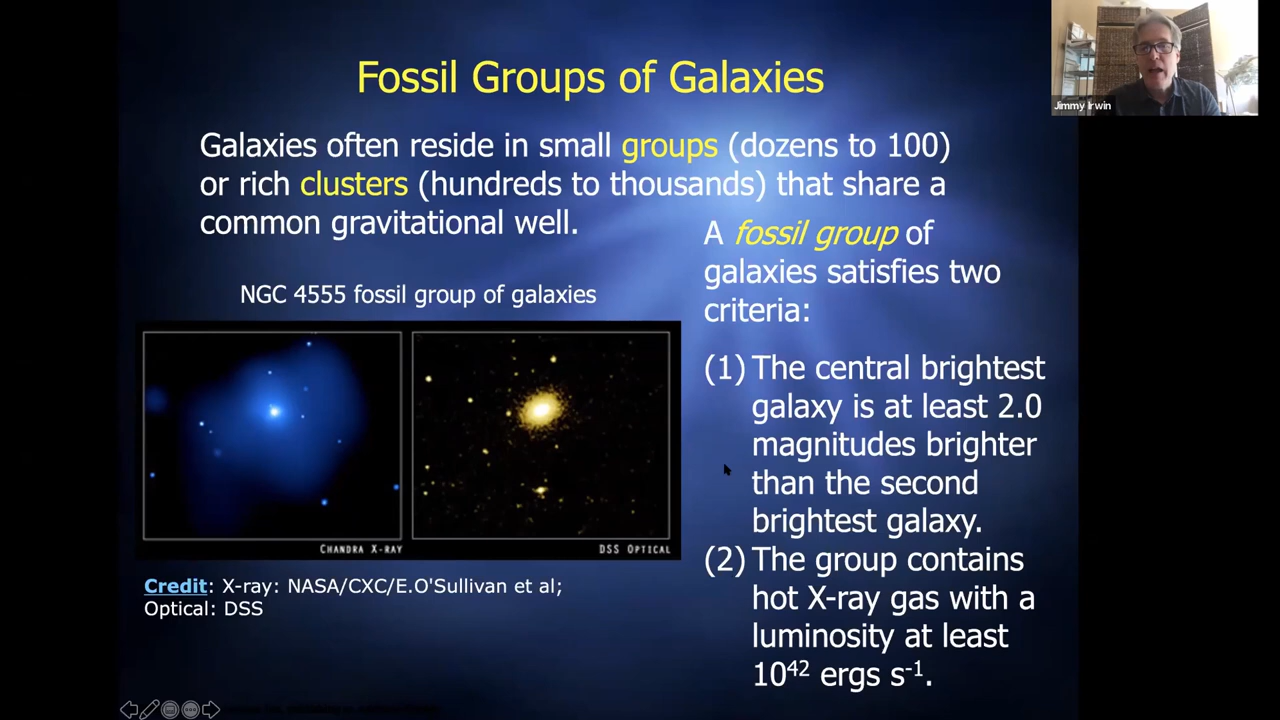 Fossil Groups of Galaxies
Jimmy Irwin
Galaxies often reside in small groups (dozens to 100)
or rich clusters (hundreds to thousands) that share a
common gravitational well.
A fossil group of
galaxies satisfies two
criteria:
NGC 4555 fossil group of galaxies
CHANDRA X-RAY
DSS OPTICAL
Credit: X-ray: NASA/CXC/E.O'Sullivan et al;
Optical: DSS
(1) The central brightest
galaxy is at least 2.0
magnitudes brighter
than the second
brightest galaxy.
(2) The group contains
hot X-ray gas with a
luminosity at least
10⁴² ergs s⁻¹.